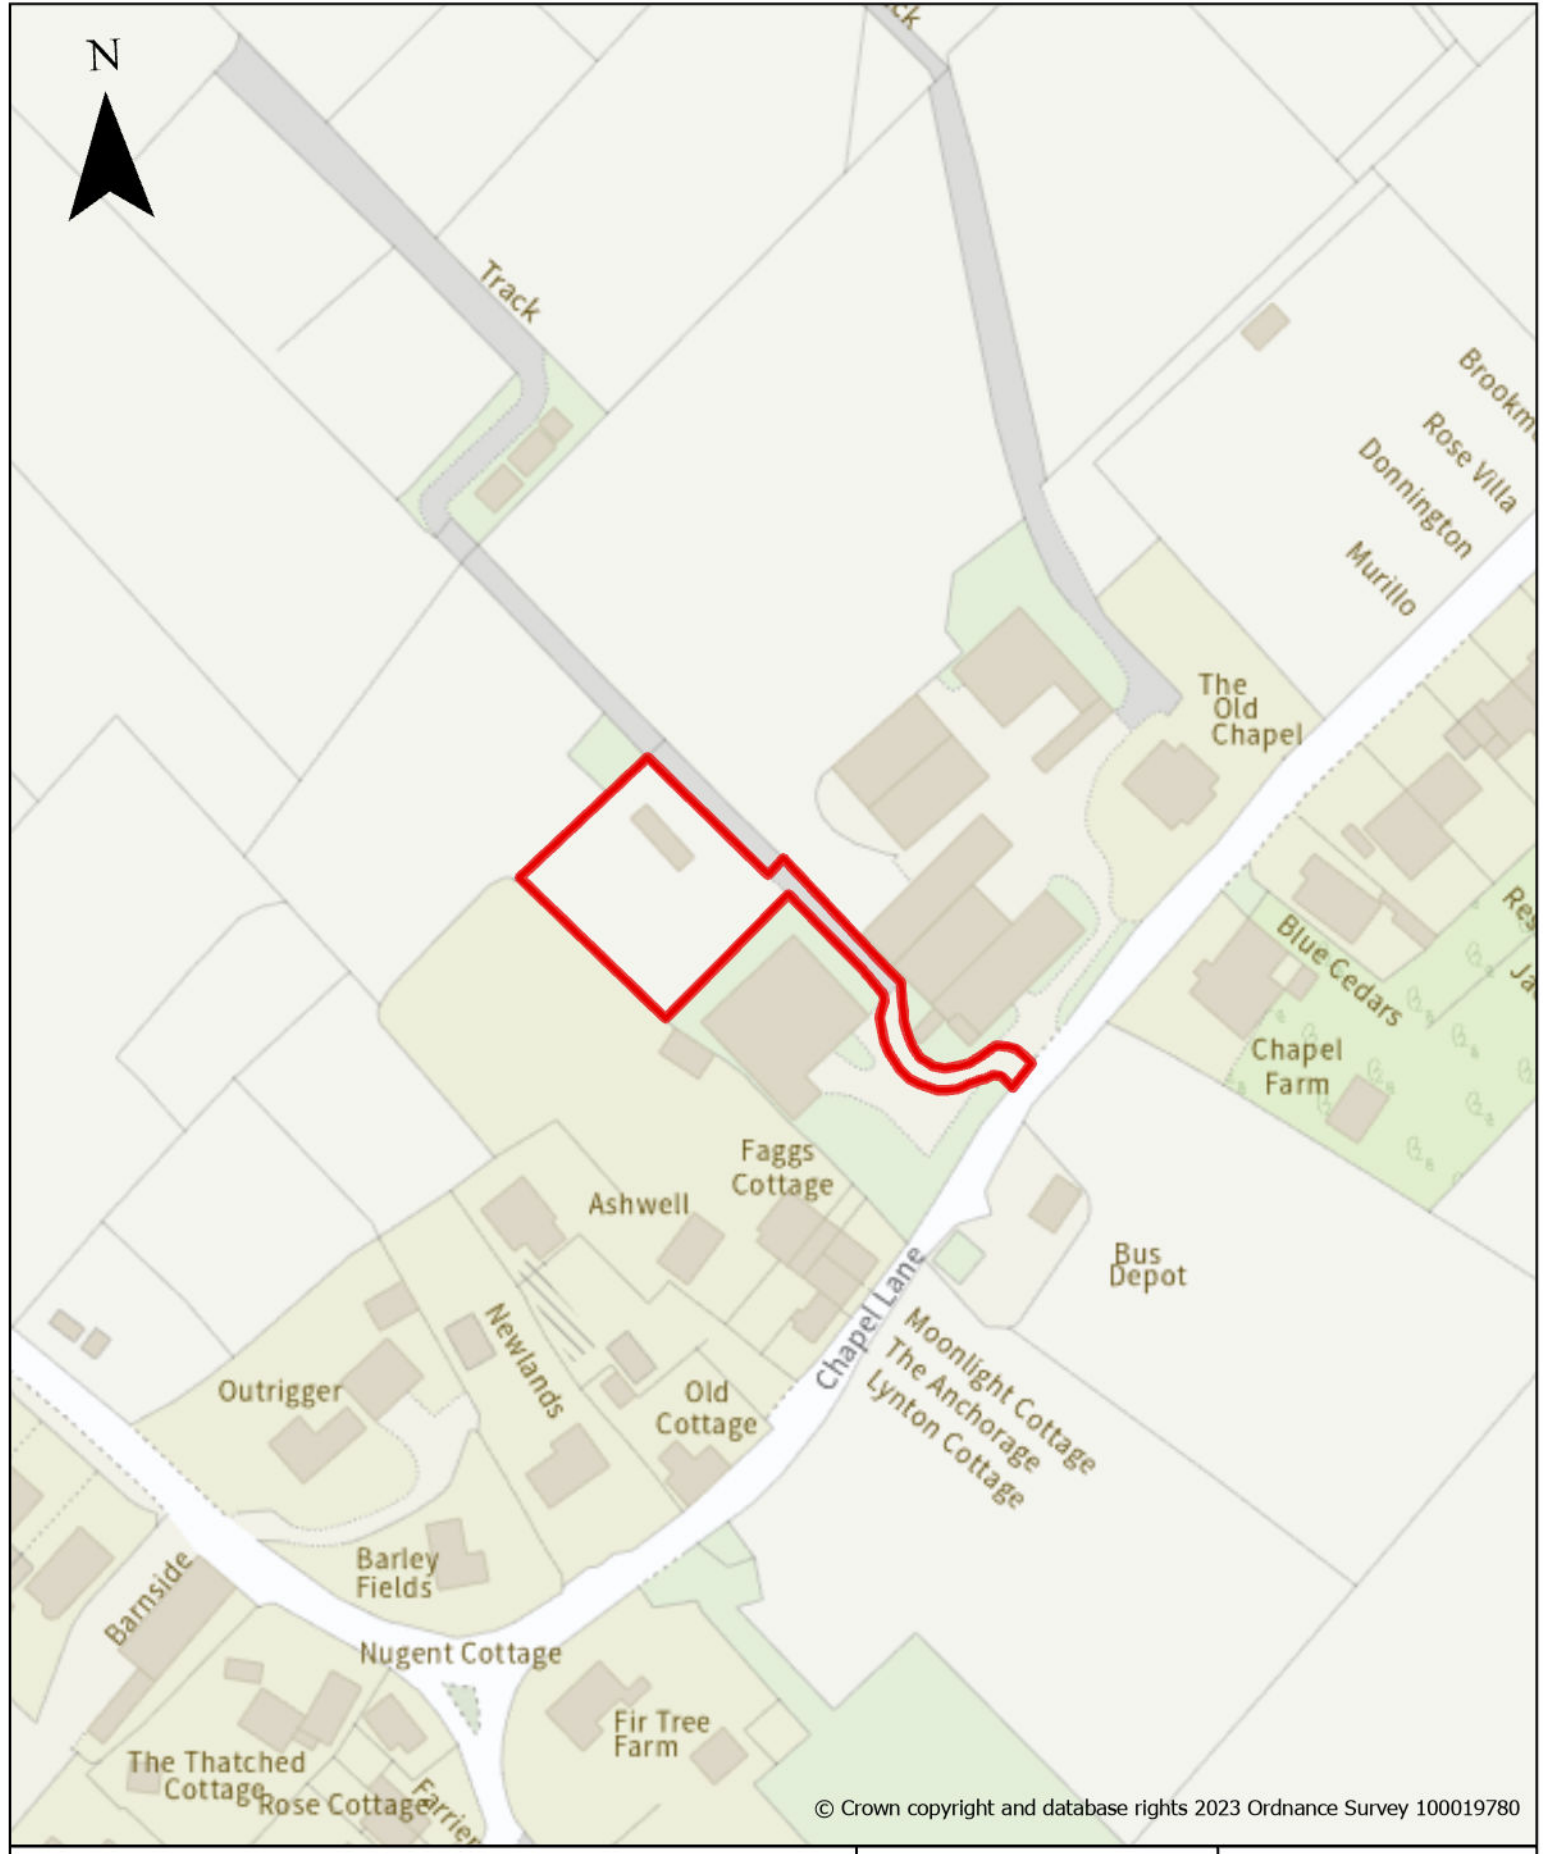 N
Track
Rose Villa
Donnington
Murillo
The
Old
Chapel
Blue Cedars
Chapel
Farm
Faggs
Cottage
Ashwell
Bus
Depot
Chapel Lane
Newlands
Moonlight Cottage
The Anchorage
Lynton Cottage
Outrigger
Old
Cottage
Barley
Fields
Barnside
Nugent Cottage
Fir Tree
Farm
The Thatched
Cottage
Rose Cottage
Farrier
© Crown copyright and database rights 2023 Ordnance Survey 100019780